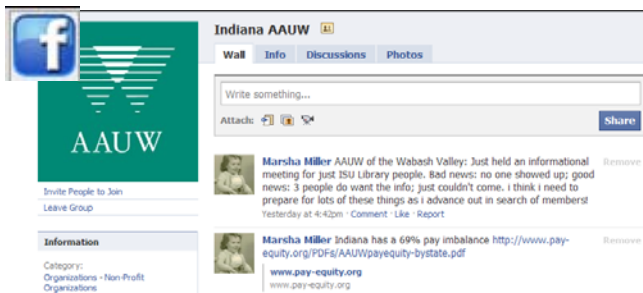 f
Indiana AAUW
Wall Info Discussions Photos
Write something...
Attach:
Share
AAUW
Invite People to Join
Leave Group
Information
Category:
Organizations - Non-Profit
Organizations
Marsha Miller AAUW of the Wabash Valley: Just held an informational Remove
meeting for just ISU Library people. Bad news: no one showed up; good
news: 3 people do want the info; just couldn't come. i think i need to
prepare for lots of these things as i advance out in search of members!
Yesterday at 4:42pm · Comment · Like · Report
Marsha Miller Indiana has a 69% pay imbalance http://www.pay- Remove
equity.org/PDFs/AAUWpayequity-bystate.pdf
www.pay-equity.org
www.pay-equity.org